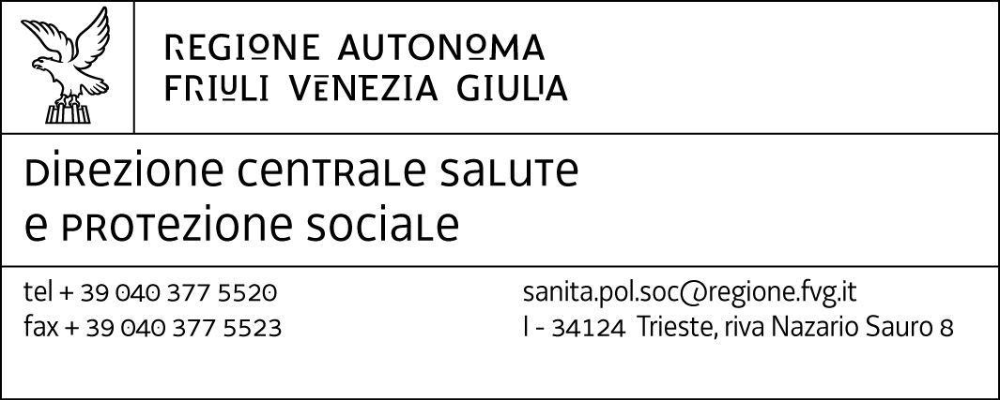 REGIONE AUTONOMA
FRIULI VENEZIA GIULIA
DiRezione cenTRaLe saLuTe
e PROTezione sociaLe
tel + 39 040 377 5520
fax + 39 040 377 5523
sanita.pol.soc@regione.fvg.it
I - 34124 Trieste, riva Nazario Sauro 8